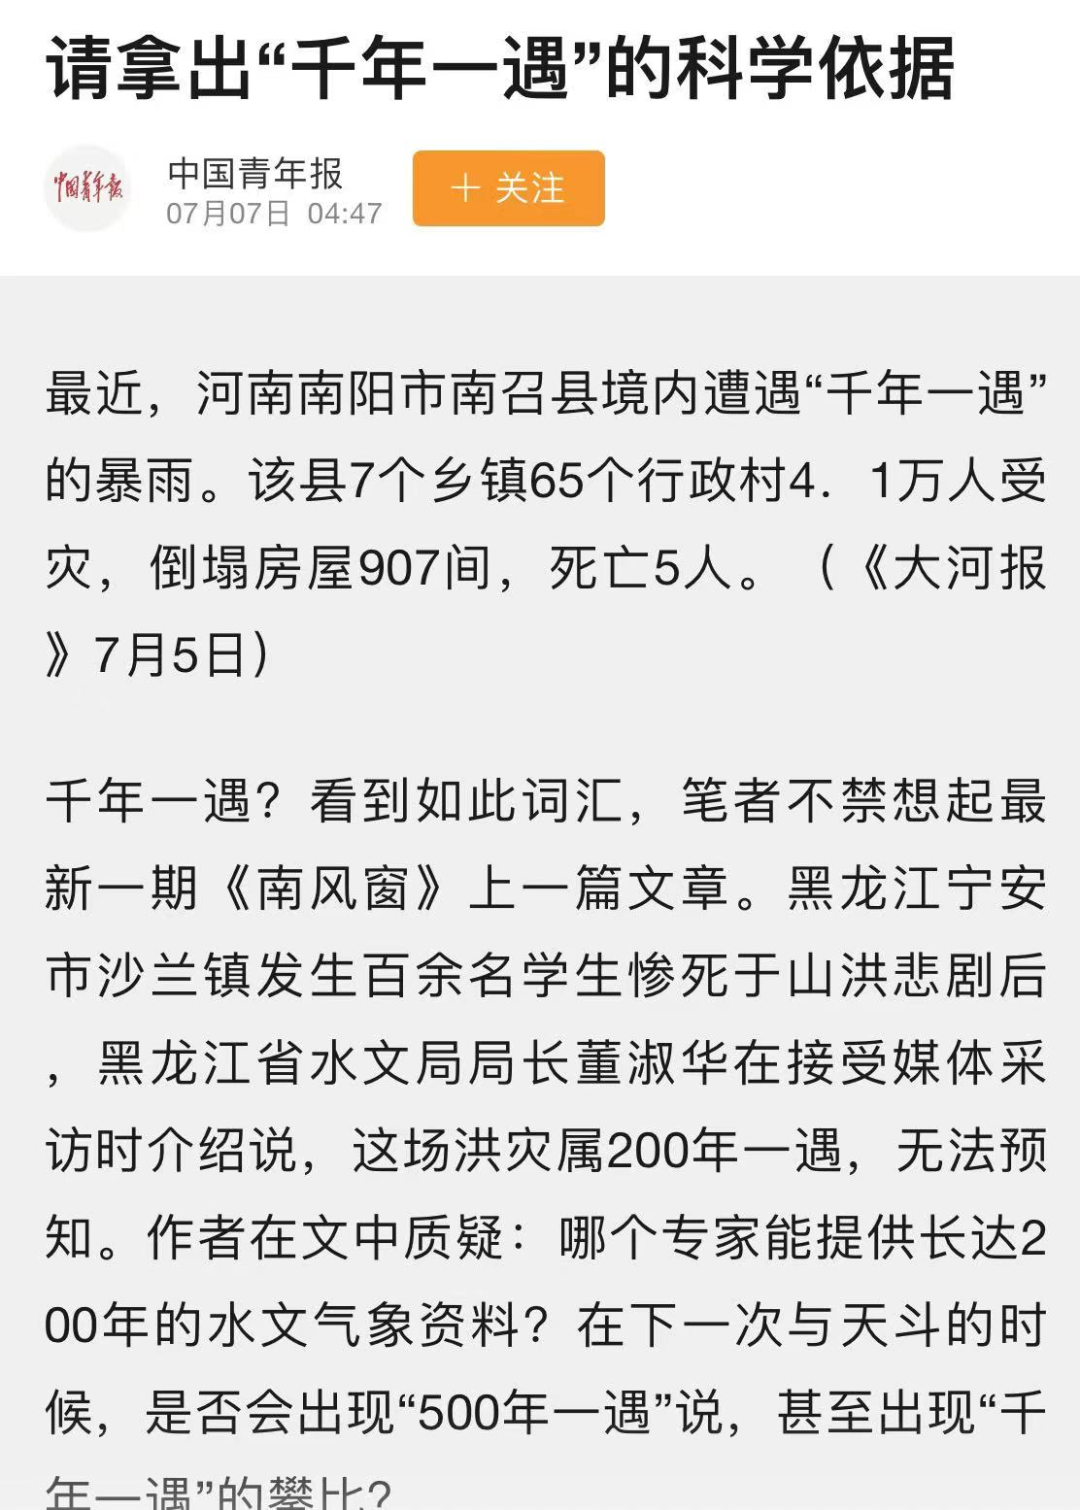 请拿出“千年一遇”的科学依据
中国青年报
中国青年报
07月07日 04:47
+ 关注
最近，河南南阳市南召县境内遭遇“千年一遇”
的暴雨。该县7个乡镇65个行政村4．1万人受
灾，倒塌房屋907间，死亡5人。（《大河报
》7月5日）
千年一遇？看到如此词汇，笔者不禁想起最
新一期《南风窗》上一篇文章。黑龙江宁安
市沙兰镇发生百余名学生惨死于山洪悲剧后
，黑龙江省水文局局长董淑华在接受媒体采
访时介绍说，这场洪灾属200年一遇，无法预
知。作者在文中质疑：哪个专家能提供长达2
00年的水文气象资料？在下一次与天斗的时
候，是否会出现“500年一遇”说，甚至出现“千
年一遇”的攀比？